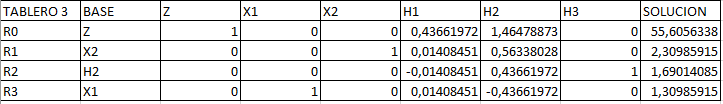 TABLERO 3 BASE Z X1 X2 H1 H2 H3 SOLUCION
R0 Z 1 0 0 0,43661972 1,46478873 0 55,6056338
R1 X2 0 0 1 0,01408451 0,56338028 0 2,30985915
R2 H2 0 0 0 -0,01408451 0,43661972 1 1,69014085
R3 X1 0 1 0 0,01408451 -0,43661972 0 1,30985915